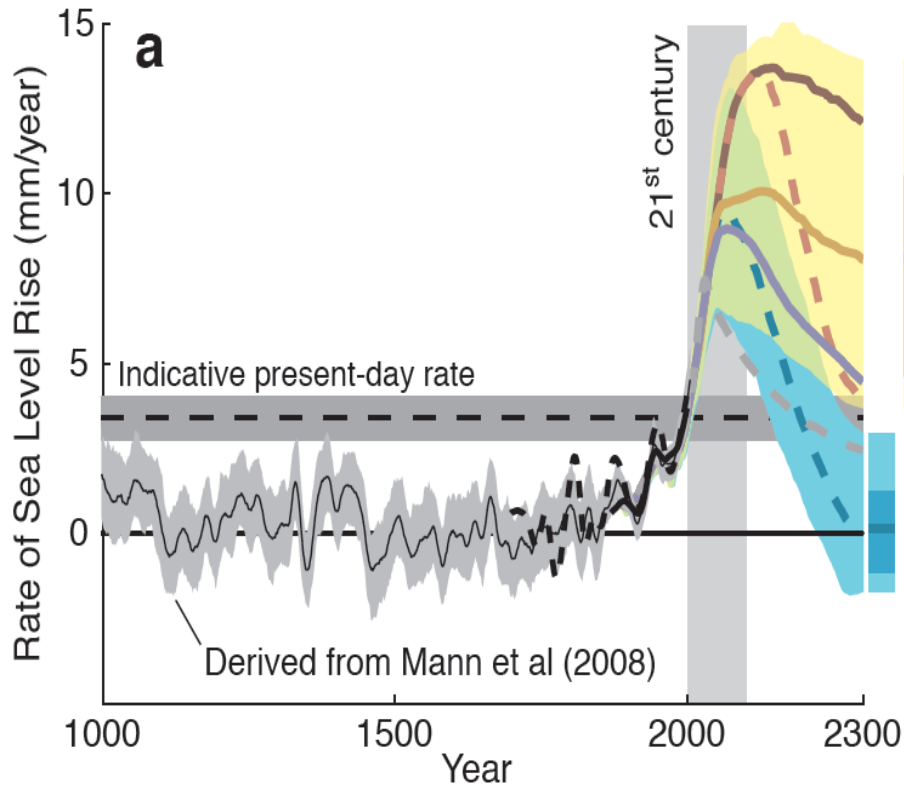 a
Rate of Sea Level Rise (mm/year)
15
10
5
0
21st century
Indicative present-day rate
Derived from Mann et al (2008)
1000
1500
2000
2300
Year